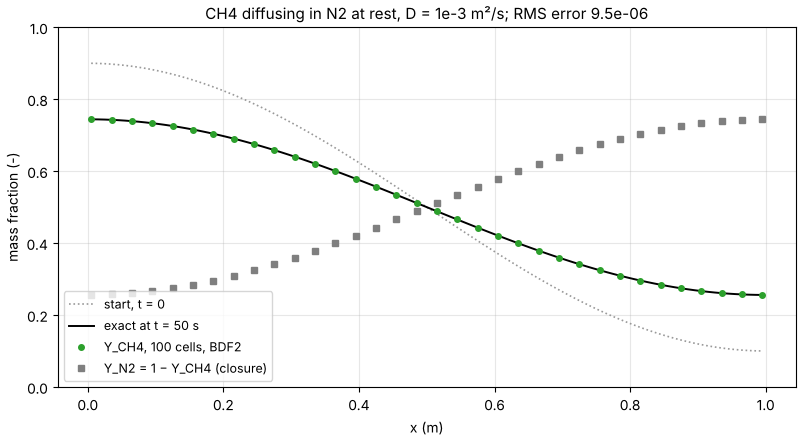 CH4 diffusing in N2 at rest, D = 1e-3 m²/s; RMS error 9.5e-06
mass fraction (-)
1.0
0.8
0.6
0.4
0.2
0.0
start, t = 0
exact at t = 50 s
Y_CH4, 100 cells, BDF2
Y_N2 = 1 − Y_CH4 (closure)
0.0 0.2 0.4 0.6 0.8 1.0
x (m)